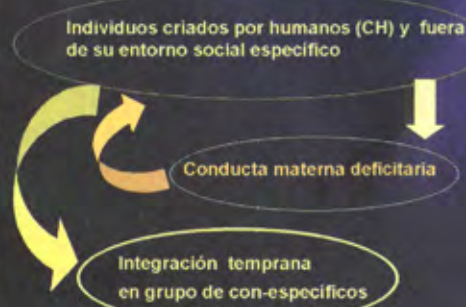 Individuos criados por humanos (CH) y fuera
de su entorno social específico
Conducta materna deficitaria
Integración temprana
en grupo de con-específicos